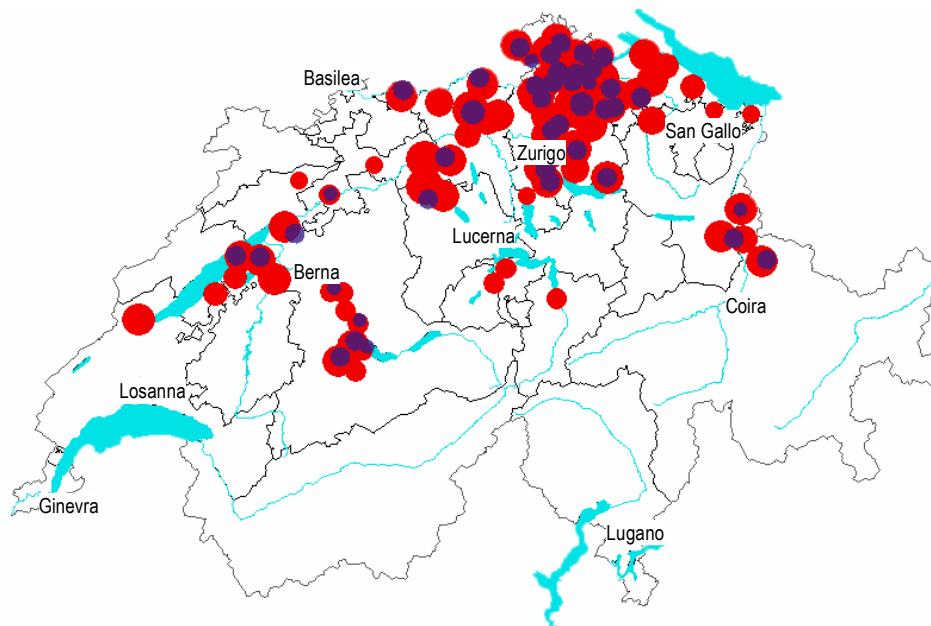 Basilea
San Gallo
Zurigo
Lucerna
Berna
Coira
Losanna
Ginevra
Lugano